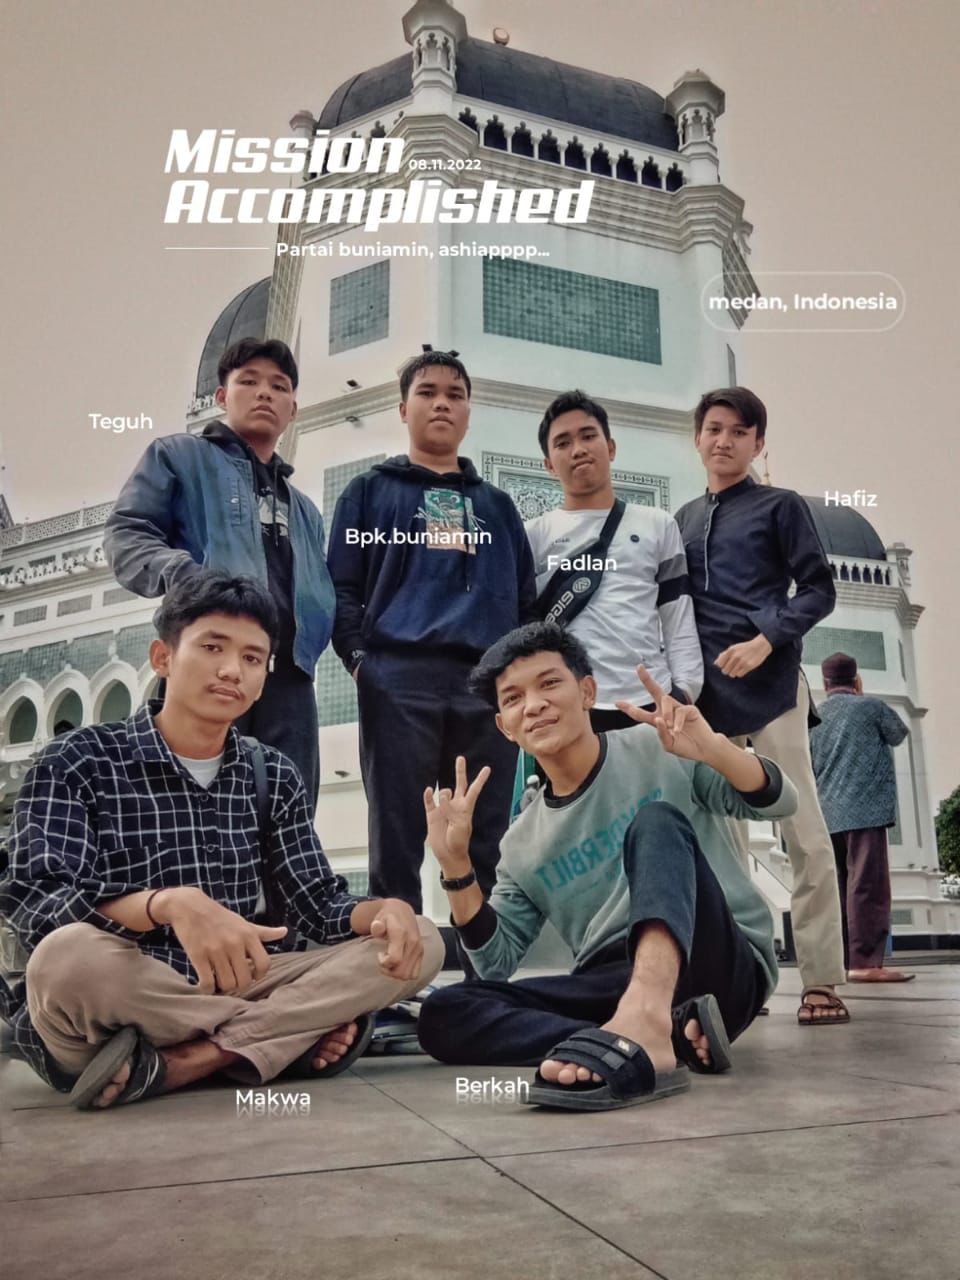 Mission
08.11.2022
Accomplished
Partai buniamin, ashiapppp...
medan, Indonesia
Teguh
Hafiz
Bpk.buniamin
Fadlan
Makwa
Berkah